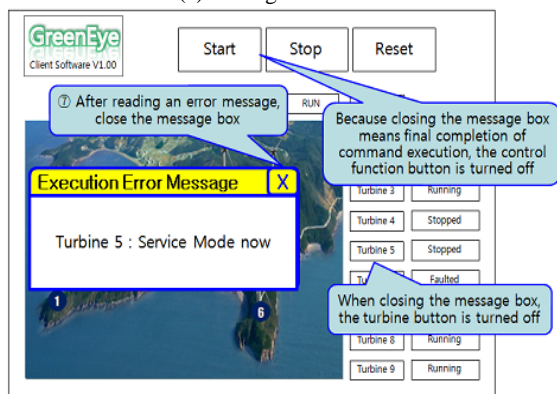 GreenEye
Client Software V1.00
Start
Stop
Reset
⑦ After reading an error message,
close the message box
RUN
Because closing the message box
means final completion of
command execution, the control
function button is turned off
Execution Error Message
X
Turbine 5 : Service Mode now
Turbine 3
Running
Turbine 4
Stopped
Turbine 5
Stopped
Faulted
When closing the message box,
the turbine button is turned off
Turbine 8
Running
Turbine 9
Running
1
6